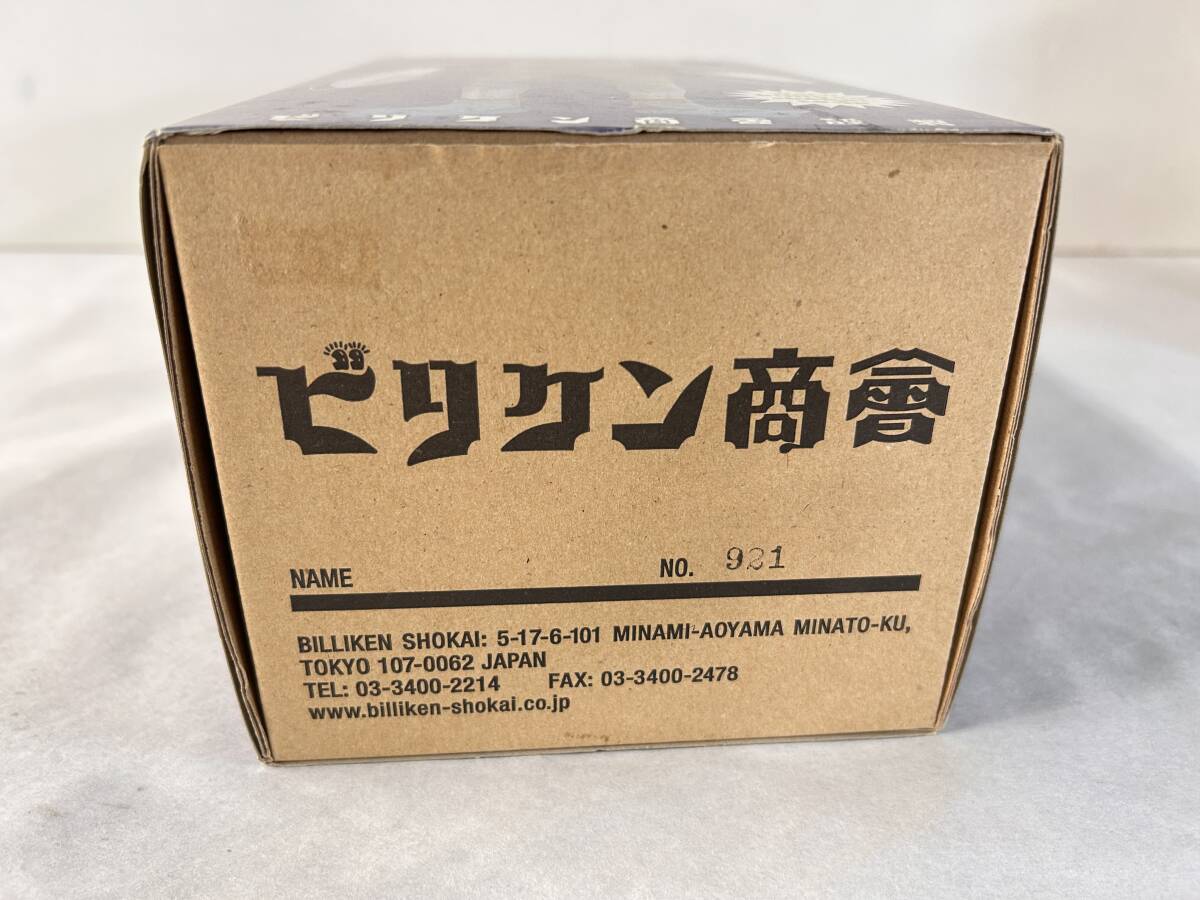 ビリケン商會
NAME NO. 921
BILLIKEN SHOKAI: 5-17-6-101 MINAMI-AOYAMA MINATO-KU,
TOKYO 107-0062 JAPAN
TEL: 03-3400-2214 FAX: 03-3400-2478
www.billiken-shokai.co.jp